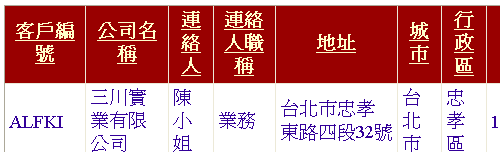 客戶編號
公司名稱
連絡人
連絡人職稱
地址
城市
行政區
ALFKI
三川實業有限公司
陳小姐
業務
台北市忠孝東路四段32號
台北市
忠孝區
1